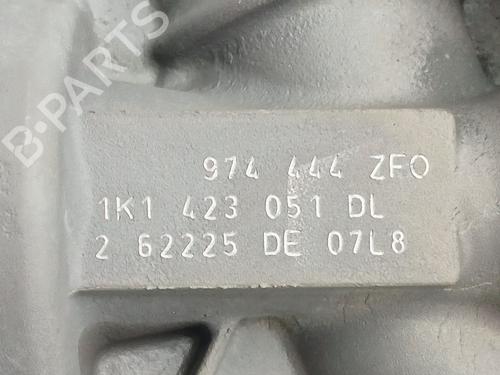 B-PARTS
974 444 ZFO
1K1 423 051 DL
2 62225 DE 07L8